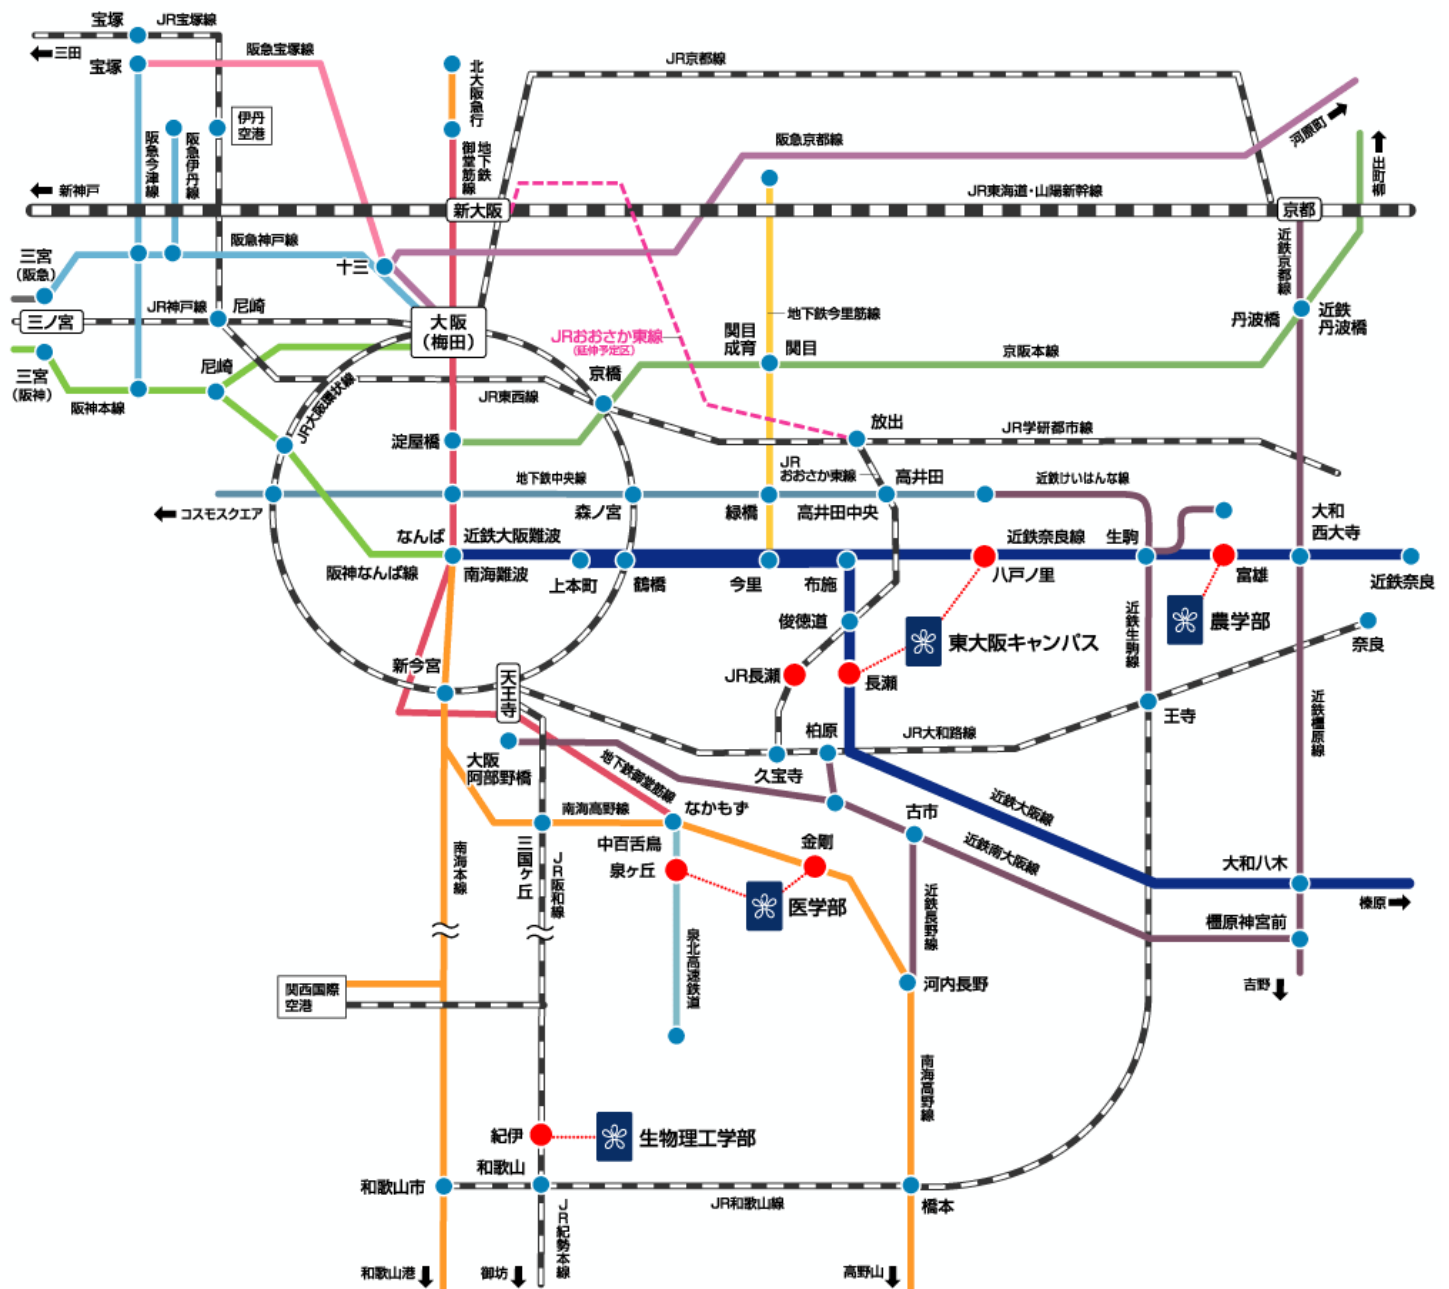 宝塚
JR宝塚線
三田
宝塚
阪急宝塚線
北大阪急行
JR京都線
伊丹
空港
阪急今津線
阪急伊丹線
地下鉄
御堂筋線
阪急京都線
河原町
出町柳
新神戸
新大阪
JR東海道・山陽新幹線
京都
三宮
(阪急)
阪急神戸線
十三
近鉄京都線
JR神戸線
尼崎
三ノ宮
大阪
(梅田)
地下鉄今里筋線
丹波橋
近鉄
丹波橋
JRおおさか東線
(延伸予定区)
関目
成育
関目
京阪本線
三宮
(阪神)
尼崎
京橋
阪神本線
JR大阪環状線
JR東西線
淀屋橋
放出
JR学研都市線
JR
おおさか東線
地下鉄中央線
高井田
近鉄けいはんな線
コスモスクエア
森ノ宮
緑橋
高井田中央
大和
西大寺
なんば
近鉄大阪難波
近鉄奈良線
生駒
阪神なんば線
南海難波
上本町
鶴橋
今里
布施
八戸ノ里
富雄
近鉄奈良
俊徳道
東大阪キャンパス
近鉄生駒線
農学部
奈良
新今宮
天王寺
JR長瀬
長瀬
王寺
近鉄橿原線
柏原
JR大和路線
大阪
阿部野橋
地下鉄御堂筋線
久宝寺
南海高野線
なかもず
近鉄大阪線
古市
南海本線
三国ヶ丘
JR阪和線
中百舌鳥
泉ヶ丘
金剛
近鉄南大阪線
大和八木
榛原
医学部
近鉄長野線
橿原神宮前
泉北高速鉄道
関西国際
空港
河内長野
吉野
南海高野線
紀伊
生物理工学部
和歌山市
和歌山
JR和歌山線
橋本
JR紀勢本線
和歌山港
御坊
高野山